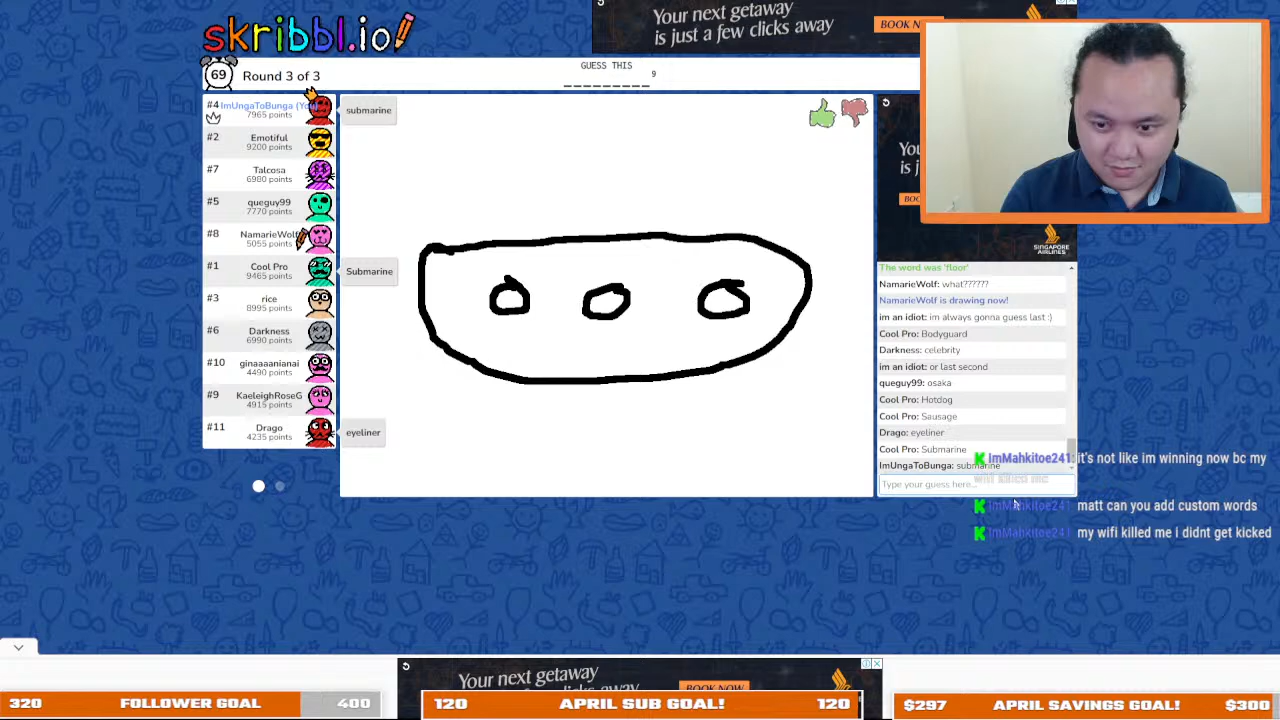 skribbl.io
Your next getaway
is just a few clicks away
69
Round 3 of 3
GUESS THIS
_ _ _ _ _ _ _ _ _ 9
#4 ImUngaToBunga
7965 points
#2 Emotiful
9200 points
#7 Talcosa
6980 points
#5 queguy99
7770 points
#8 NamarieWolf
5055 points
#1 Cool Pro
9465 points
#3 rice
8995 points
#6 Darkness
6990 points
#10 ginaaaanianai
4490 points
#9 KaeleighRoseG
4915 points
#11 Drago
4235 points
submarine
Submarine
eyeliner
SINGAPORE
AIRLINES
The word was 'floor'
NamarieWolf: what??????
NamarieWolf is drawing now!
im an idiot: im always gonna guess last :)
Cool Pro: Bodyguard
Darkness: celebrity
im an idiot: or last second
queguy99: osaka
Cool Pro: Hotdog
Cool Pro: Sausage
Drago: eyeliner
Cool Pro: Submarine
ImUngaToBunga: submarine
Type your guess here...
ImMahkitoe241: it's not like im winning now bc my
ImMahkitoe241 matt can you add custom words
ImMahkitoe241 my wifi killed me i didnt get kicked
Your next getaway
BOOK NOW
320 FOLLOWER GOAL 400
120 APRIL SUB GOAL! 120
$297 APRIL SAVINGS GOAL! $300